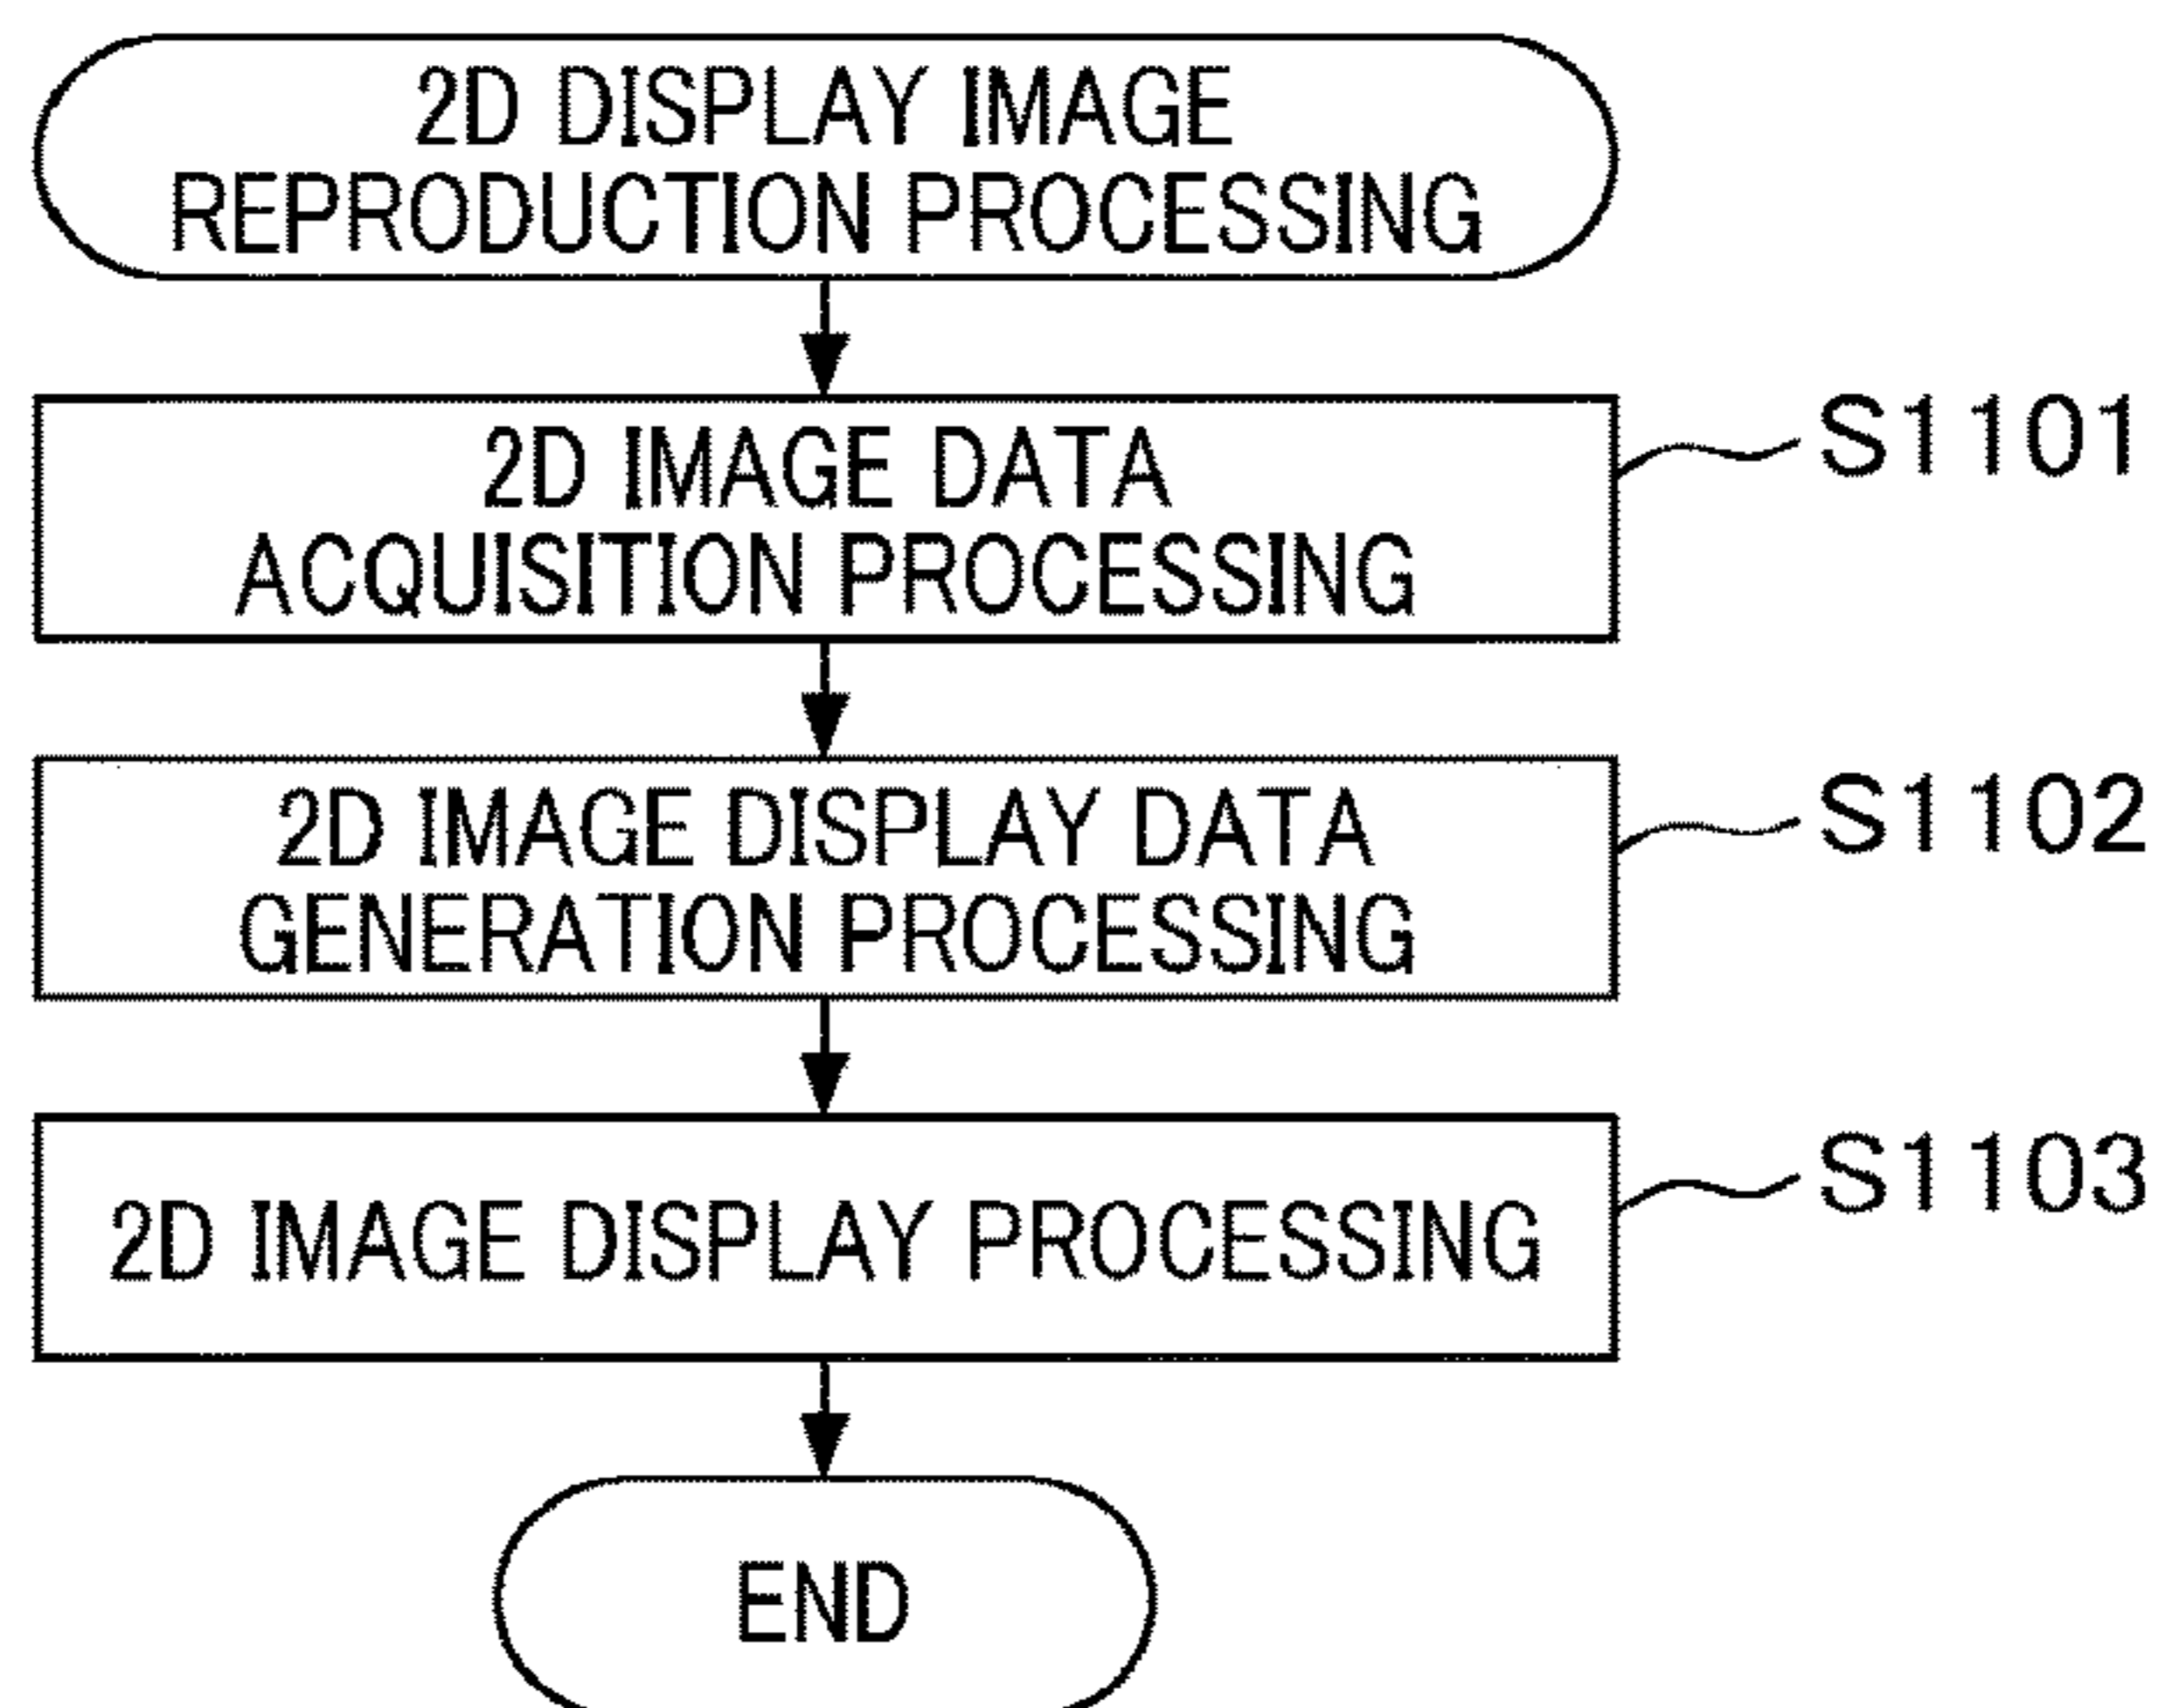 2D DISPLAY IMAGE
REPRODUCTION PROCESSING
2D IMAGE DATA
ACQUISITION PROCESSING
S1101
2D IMAGE DISPLAY DATA
GENERATION PROCESSING
S1102
2D IMAGE DISPLAY PROCESSING
S1103
END